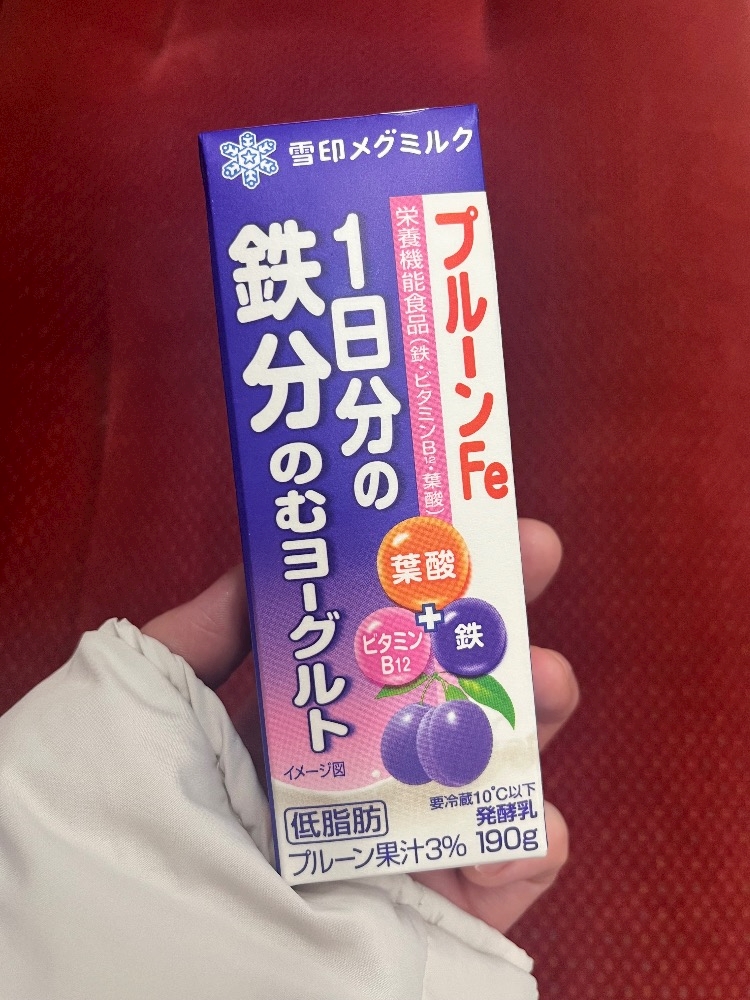 雪印メグミルク
プルーンFe
栄養機能食品(鉄・ビタミンB12・葉酸)
1日分の
鉄分のむヨーグルト
葉酸
+
ビタミン
B12
鉄
イメージ図
低脂肪
要冷蔵10℃以下
発酵乳
プルーン果汁3% 190g